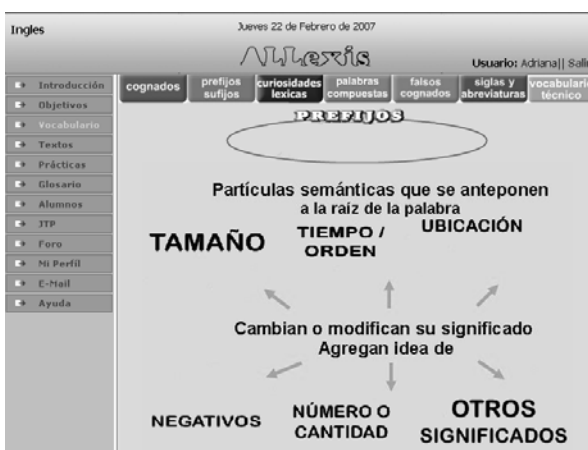 Ingles
Jueves 22 de Febrero de 2007
ALLexis
Usuario: Adriana|| Salir
Introducción
Objetivos
Vocabulario
Textos
Prácticas
Glosario
Alumnos
JTP
Foro
Mi Perfil
E-Mail
Ayuda
cognados
prefijos
sufijos
curiosidades
lexicas
palabras
compuestas
falsos
cognados
siglas y
abreviaturas
vocabulario
técnico
PREFIJOS
Partículas semánticas que se anteponen
a la raíz de la palabra
TAMAÑO
TIEMPO /
ORDEN
UBICACIÓN
Cambian o modifican su significado
Agregan idea de
NEGATIVOS
NÚMERO O
CANTIDAD
OTROS
SIGNIFICADOS